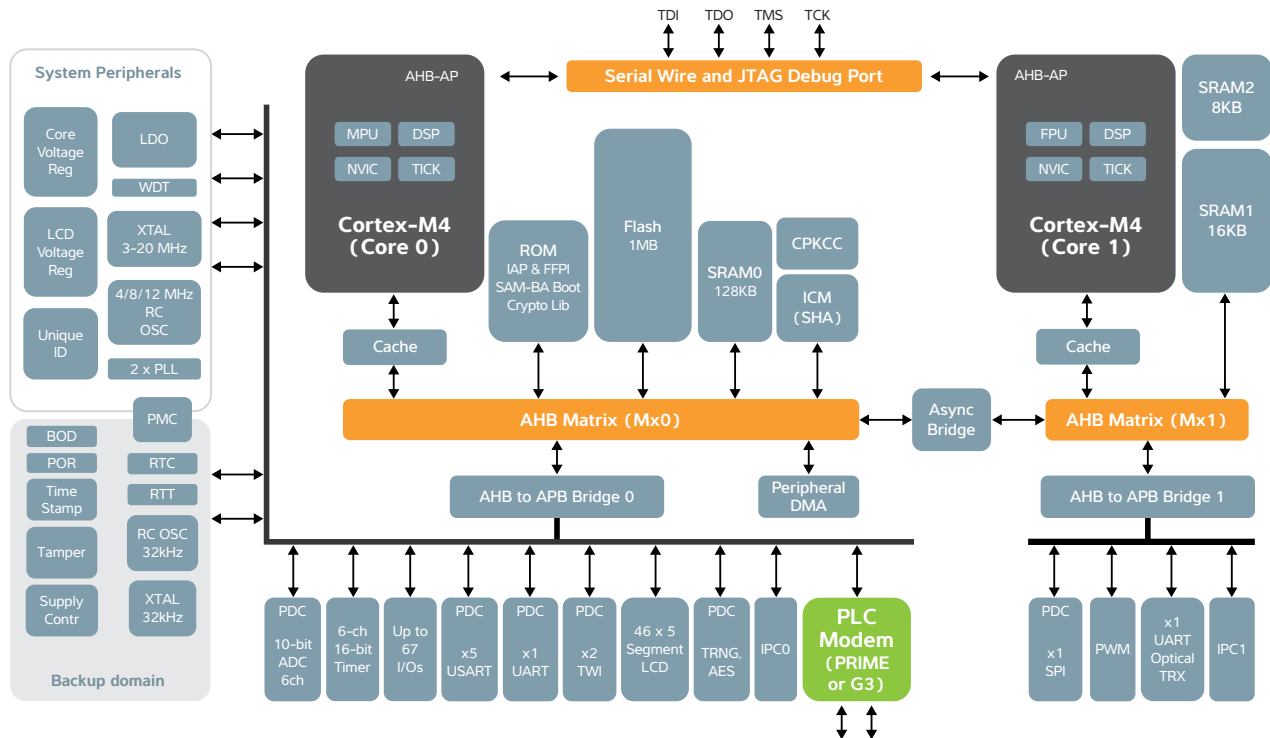 TDI TDO TMS TCK
Serial Wire and JTAG Debug Port
System Peripherals
Core
Voltage
Reg
LDO
WDT
LCD
Voltage
Reg
XTAL
3-20 MHz
4/8/12 MHz
RC
OSC
Unique
ID
2 x PLL
PMC
BOD
POR
RTC
Time
Stamp
RTT
Tamper
RC OSC
32kHz
Supply
Contr
XTAL
32kHz
Backup domain
AHB-AP
MPU
DSP
NVIC
TICK
Cortex-M4
(Core 0)
Cache
ROM
IAP & FFPI
SAM-BA Boot
Crypto Lib
Flash
1MB
SRAM0
128KB
CPKCC
ICM
(SHA)
AHB-AP
FPU
DSP
NVIC
TICK
Cortex-M4
(Core 1)
Cache
SRAM2
8KB
SRAM1
16KB
AHB Matrix (Mx0)
Async
Bridge
AHB Matrix (Mx1)
AHB to APB Bridge 0
Peripheral
DMA
AHB to APB Bridge 1
PDC
10-bit
ADC
6ch
6-ch
16-bit
Timer
Up to
67
I/Os
PDC
x5
USART
PDC
x1
UART
PDC
x2
TWI
46 x 5
Segment
LCD
PDC
TRNG,
AES
IPC0
PLC
Modem
(PRIME
or G3)
PDC
x1
SPI
PWM
x1
UART
Optical
TRX
IPC1